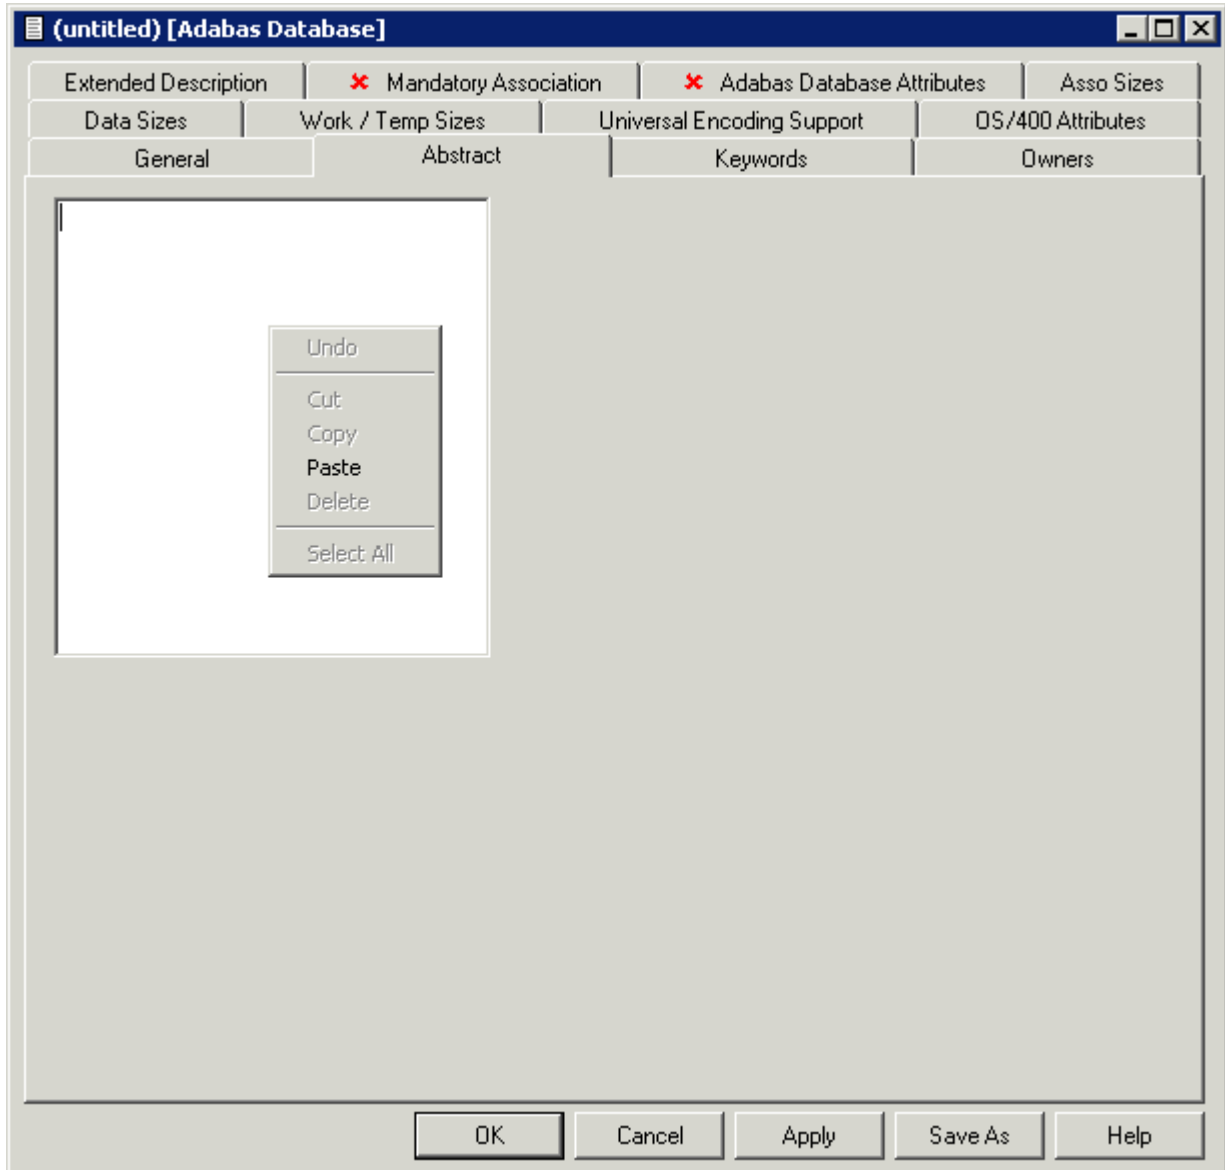 (untitled) [Adabas Database]
Extended Description Mandatory Association Adabas Database Attributes Asso Sizes
Data Sizes Work / Temp Sizes Universal Encoding Support OS/400 Attributes
General Abstract Keywords Owners
Undo
Cut
Copy
Paste
Delete
Select All
OK Cancel Apply Save As Help